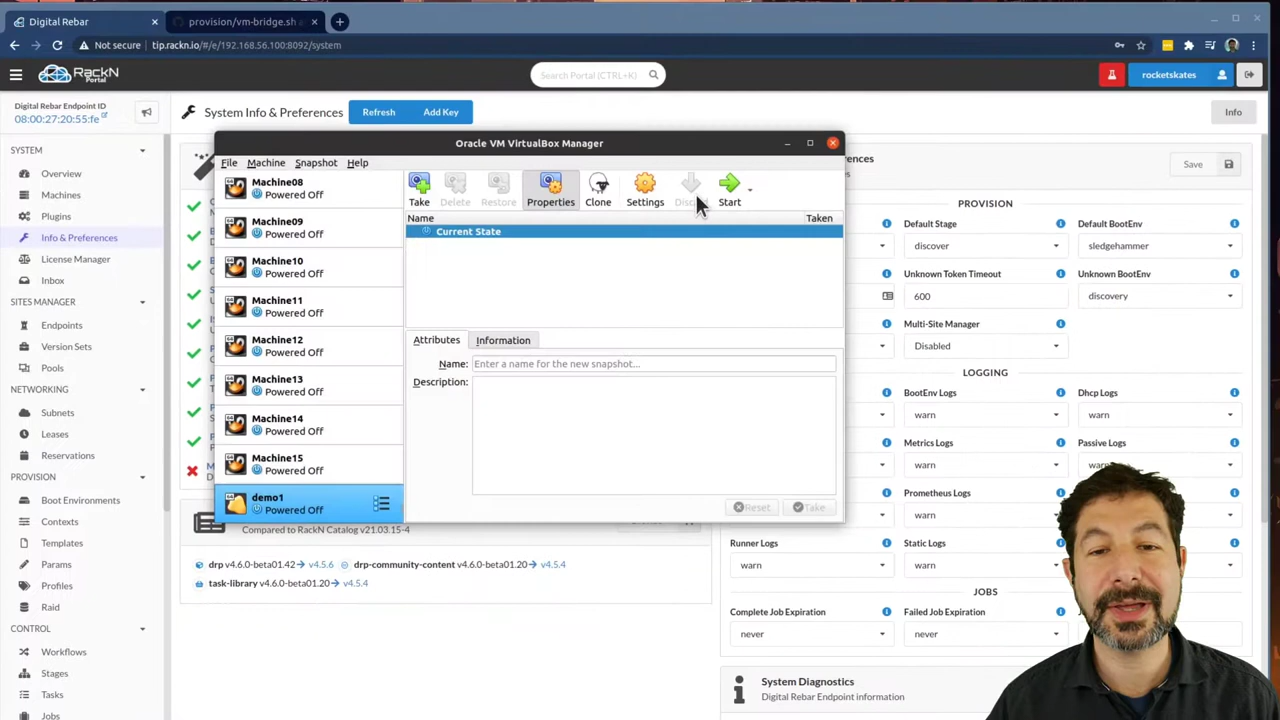 Digital Rebar
provision/vm-bridge.sh a
Not secure
tip.rackn.io/#/e/192.168.56.100:8092/system
RackN
Portal
Search Portal (CTRL+K)
rocketskates
Digital Rebar Endpoint ID
08:00:27:20:55:fe
System Info & Preferences
Refresh
Add Key
Info
SYSTEM
Overview
Machines
Plugins
Info & Preferences
License Manager
Inbox
SITES MANAGER
Endpoints
Version Sets
Pools
NETWORKING
Subnets
Leases
Reservations
PROVISION
Boot Environments
Contexts
Templates
Params
Profiles
Raid
CONTROL
Workflows
Stages
Tasks
Jobs
Oracle VM VirtualBox Manager
File Machine Snapshot Help
Machine08
Powered Off
Machine09
Powered Off
Machine10
Powered Off
Machine11
Powered Off
Machine12
Powered Off
Machine13
Powered Off
Machine14
Powered Off
Machine15
Powered Off
demo1
Powered Off
Take Delete Restore Properties Clone Settings Start
Name Taken
Current State
Attributes Information
Name: Enter a name for the new snapshot...
Description:
Reset Take
Compared to RackN Catalog v21.03.15-4
drp v4.6.0-beta01.42 v4.5.6 drp-community-content v4.6.0-beta01.20 v4.5.4
task-library v4.6.0-beta01.20 v4.5.4
Save
PROVISION
Default Stage Default BootEnv
discover sledgehammer
Unknown Token Timeout Unknown BootEnv
600 discovery
Multi-Site Manager
Disabled
LOGGING
BootEnv Logs Dhcp Logs
warn warn
Metrics Logs Passive Logs
warn warn
Prometheus Logs
warn
Runner Logs Static Logs
warn warn
JOBS
Complete Job Expiration Failed Job Expiration
never never
System Diagnostics
Digital Rebar Endpoint information